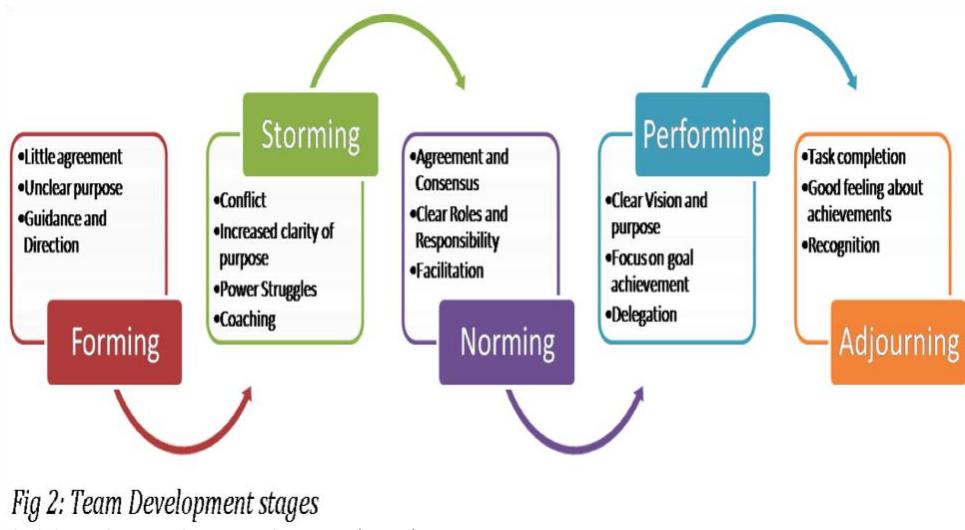 •Little agreement
•Unclear purpose
•Guidance and
Direction
Forming
Storming
•Conflict
•Increased clarity of
purpose
•Power Struggles
•Coaching
•Agreement and
Consensus
•Clear Roles and
Responsibility
•Facilitation
Norming
Performing
•Clear Vision and
purpose
•Focus on goal
achievement
•Delegation
•Task completion
•Good feeling about
achievements
•Recognition
Adjourning
Fig 2: Team Development stages